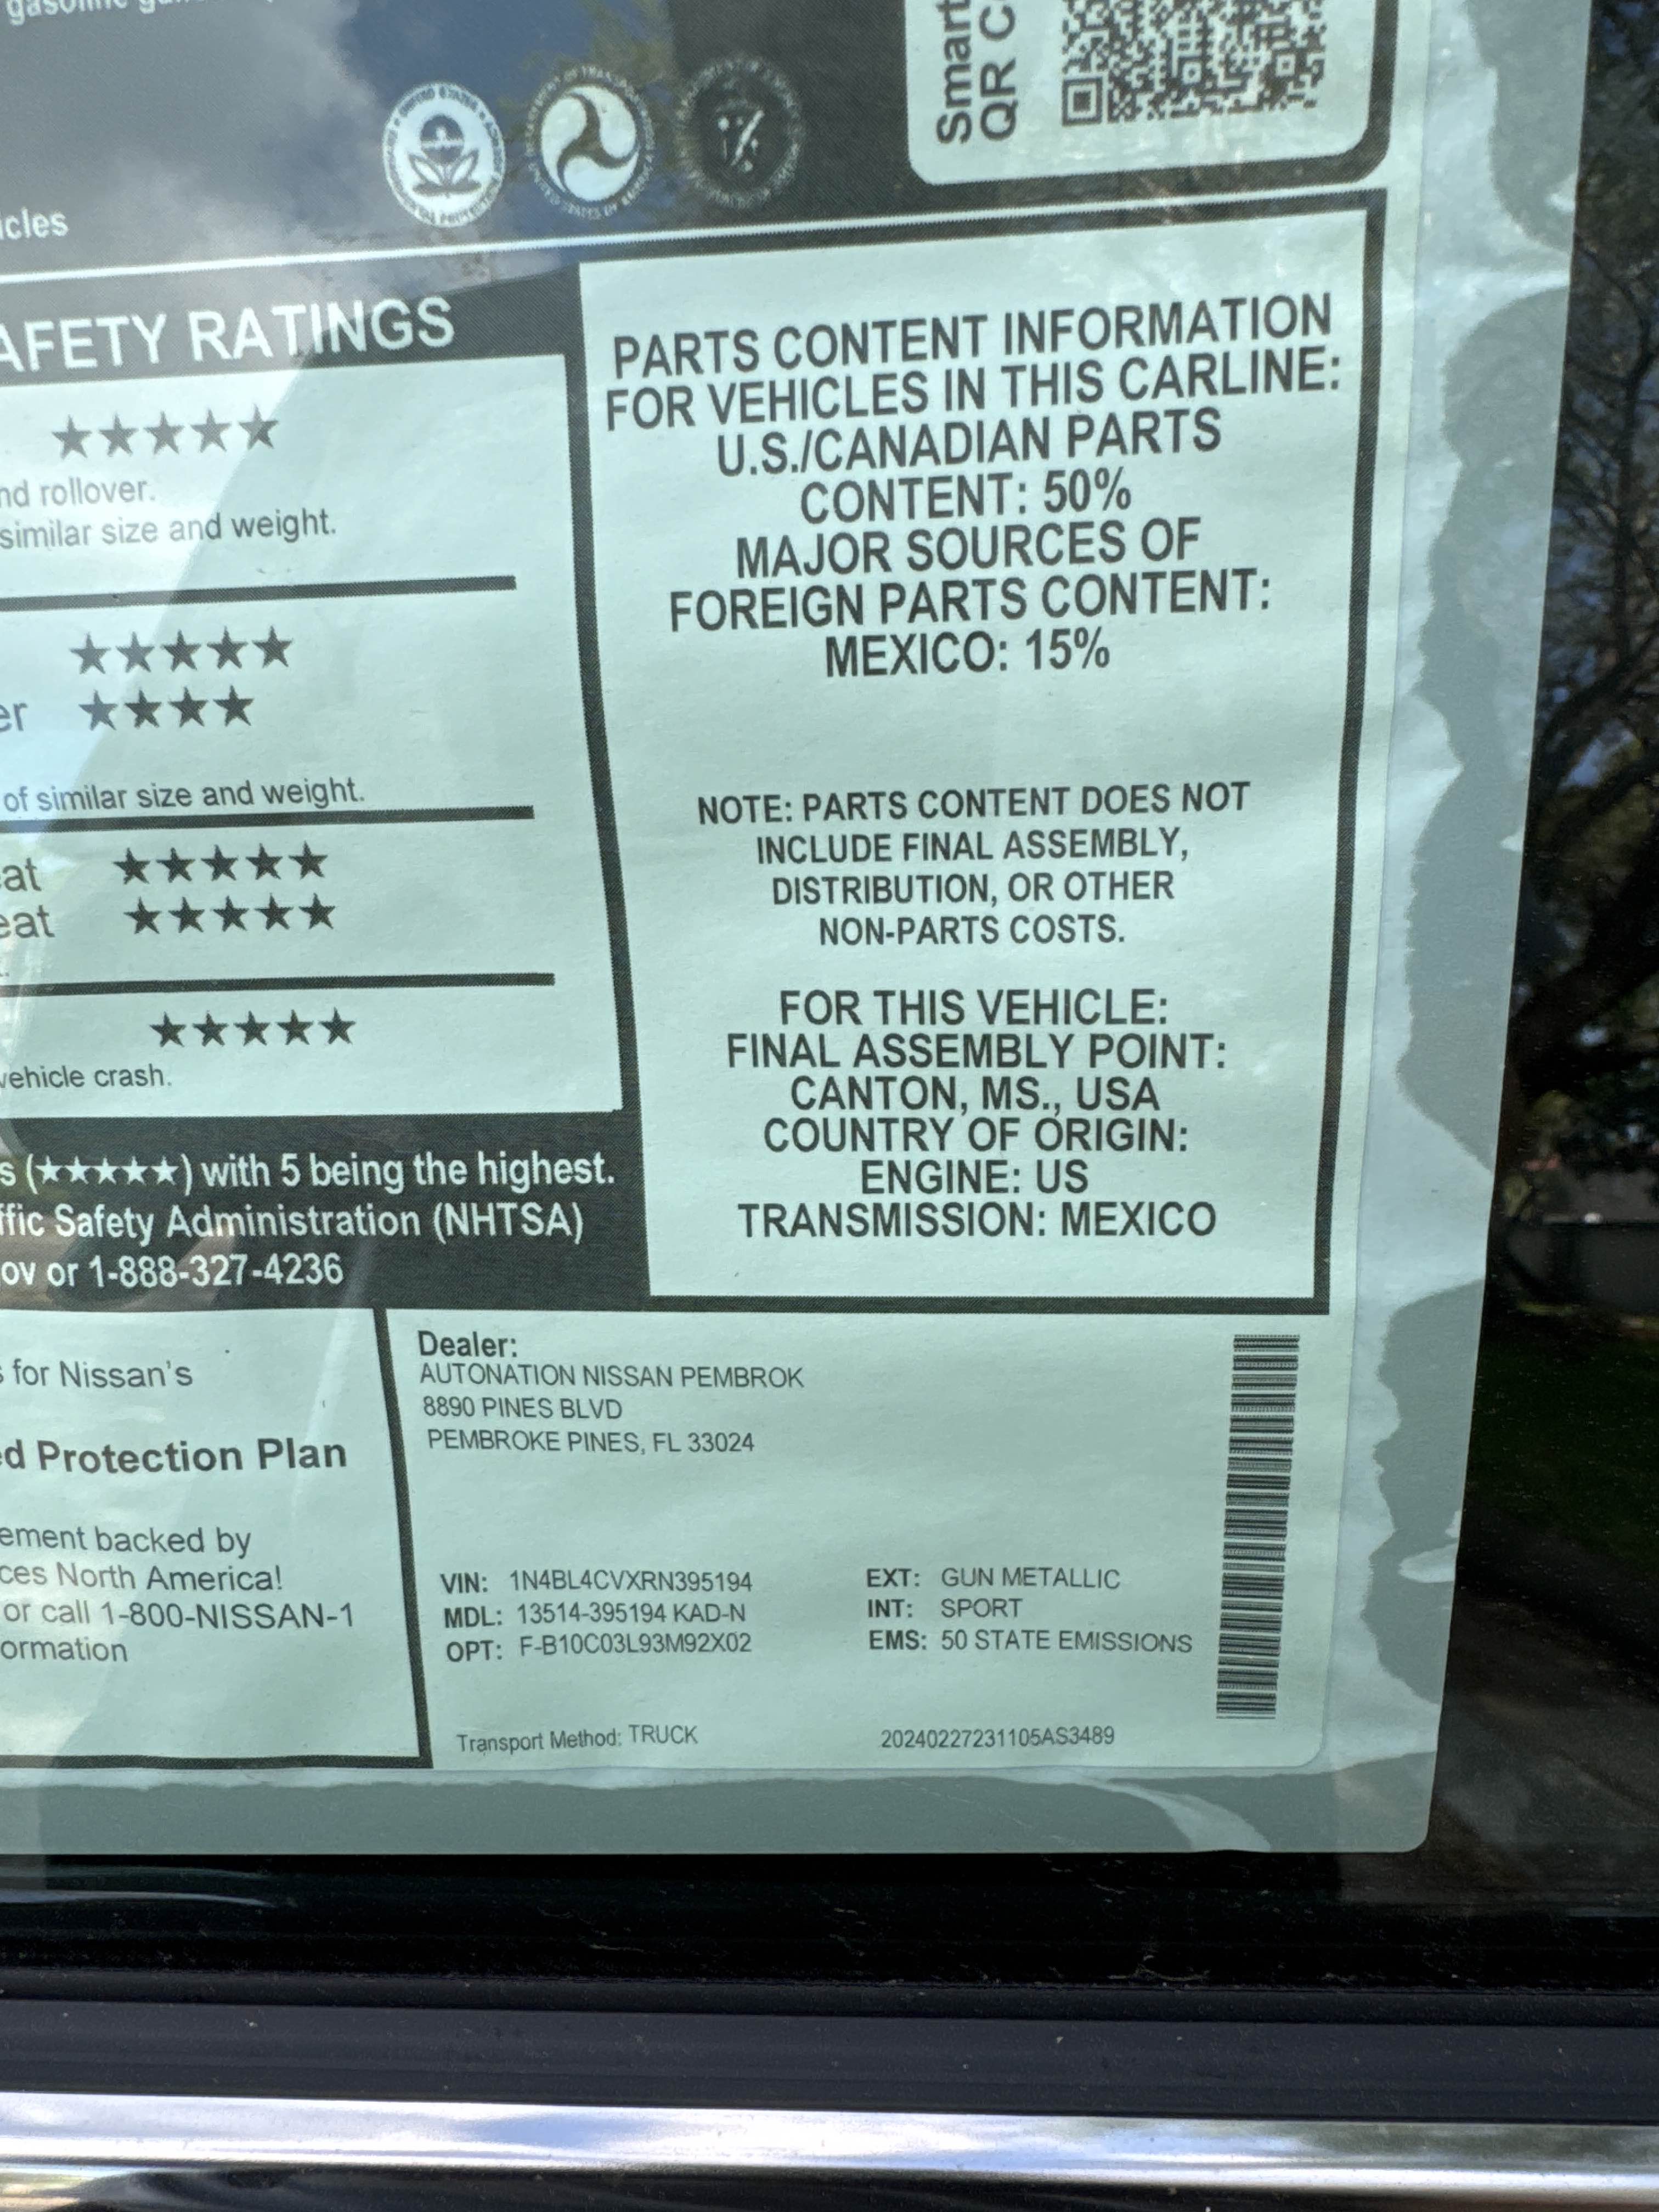 icles
Smart
QR C
AFETY RATINGS
★★★★★
nd rollover.
similar size and weight.
★★★★★
er ★★★★
of similar size and weight.
eat ★★★★★
eat ★★★★★
★★★★★
vehicle crash.
s (★★★★★) with 5 being the highest.
ffic Safety Administration (NHTSA)
ov or 1-888-327-4236
PARTS CONTENT INFORMATION
FOR VEHICLES IN THIS CARLINE:
U.S./CANADIAN PARTS
CONTENT: 50%
MAJOR SOURCES OF
FOREIGN PARTS CONTENT:
MEXICO: 15%
NOTE: PARTS CONTENT DOES NOT
INCLUDE FINAL ASSEMBLY,
DISTRIBUTION, OR OTHER
NON-PARTS COSTS.
FOR THIS VEHICLE:
FINAL ASSEMBLY POINT:
CANTON, MS., USA
COUNTRY OF ORIGIN:
ENGINE: US
TRANSMISSION: MEXICO
s for Nissan's
ed Protection Plan
ement backed by
ces North America!
or call 1-800-NISSAN-1
ormation
Dealer:
AUTONATION NISSAN PEMBROK
8890 PINES BLVD
PEMBROKE PINES, FL 33024
VIN: 1N4BL4CVXRN395194
MDL: 13514-395194 KAD-N
OPT: F-B10C03L93M92X02
EXT: GUN METALLIC
INT: SPORT
EMS: 50 STATE EMISSIONS
Transport Method: TRUCK
20240227231105AS3489